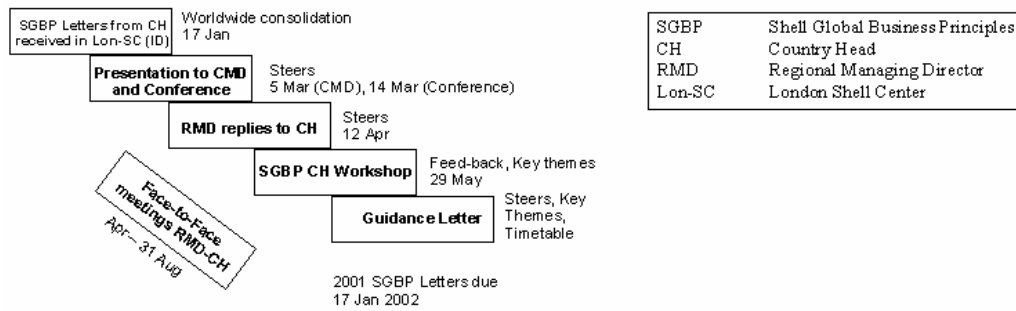 SGBP Letters from CH
received in Lon-SC (ID)
Worldwide consolidation
17 Jan
Presentation to CMD
and Conference
Steers
5 Mar (CMD), 14 Mar (Conference)
RMD replies to CH
Steers
12 Apr
SGBP CH Workshop
Feed-back, Key themes
29 May
Guidance Letter
Steers, Key
Themes,
Timetable
Face-to-Face
meetings RMD-CH
Apr– 31 Aug
2001 SGBP Letters due
17 Jan 2002
SGBP Shell Global Business Principles
CH Country Head
RMD Regional Managing Director
Lon-SC London Shell Center